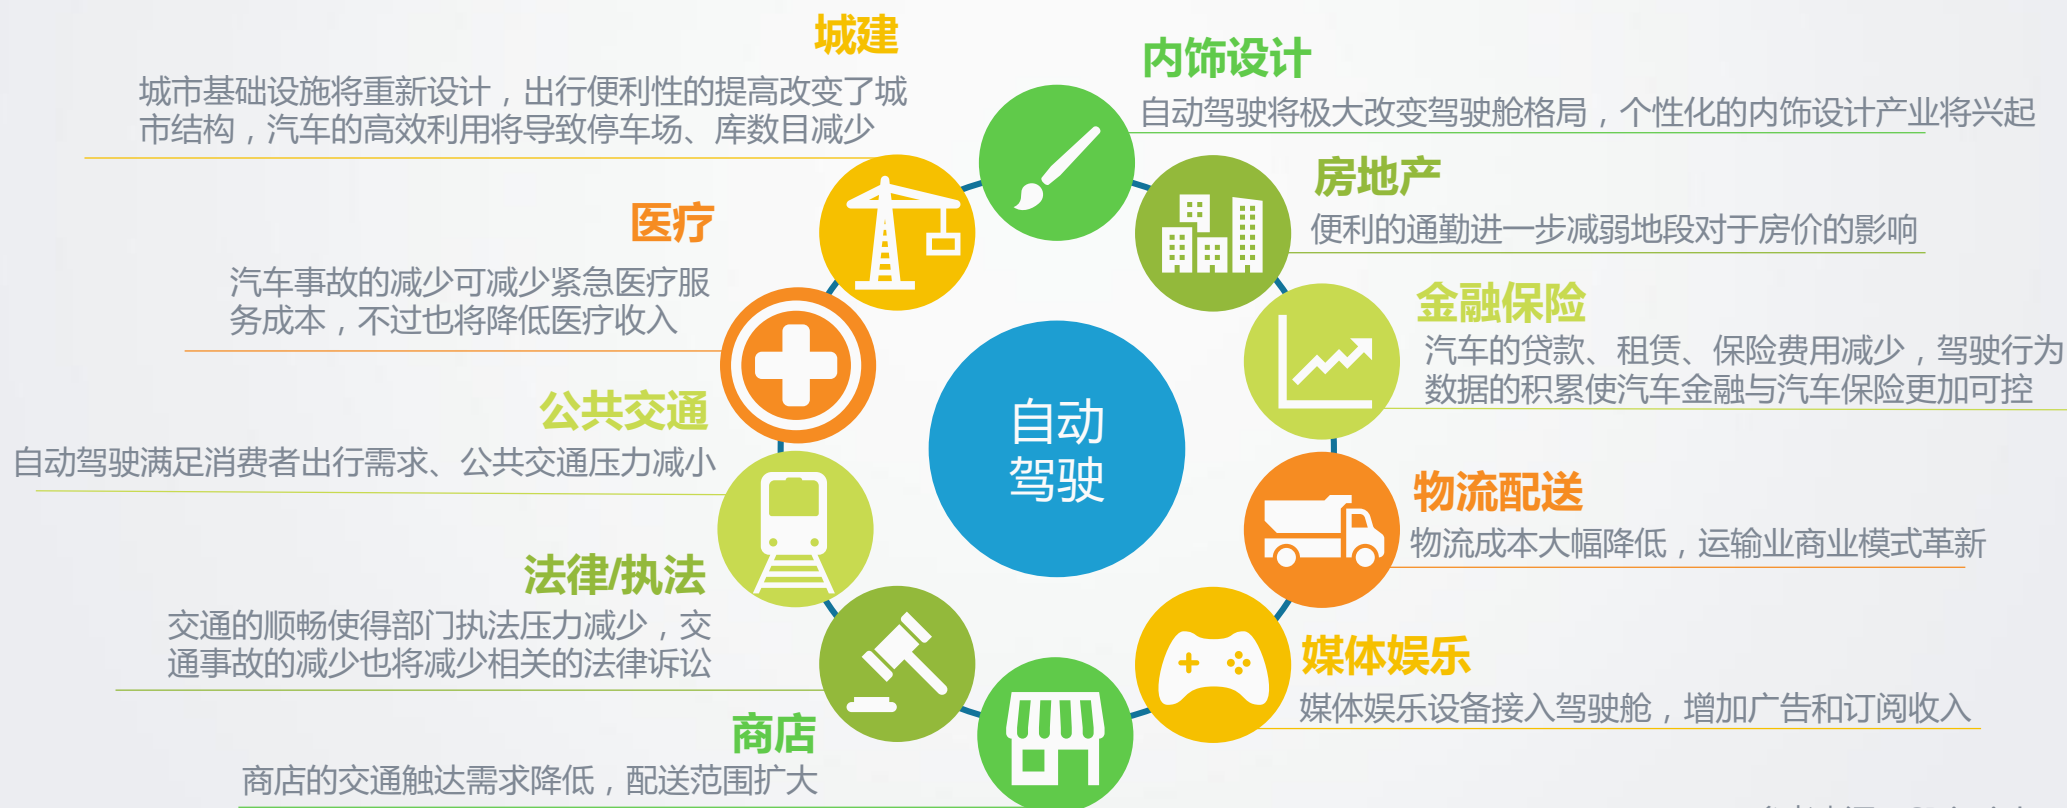 城建
城市基础设施将重新设计，出行便利性的提高改变了城
市结构，汽车的高效利用将导致停车场、库数目减少
医疗
汽车事故的减少可减少紧急医疗服
务成本，不过也将降低医疗收入
公共交通
自动驾驶满足消费者出行需求、公共交通压力减小
法律/执法
交通的顺畅使得部门执法压力减少，交
通事故的减少也将减少相关的法律诉讼
商店
商店的交通触达需求降低，配送范围扩大
自动
驾驶
内饰设计
自动驾驶将极大改变驾驶舱格局，个性化的内饰设计产业将兴起
房地产
便利的通勤进一步减弱地段对于房价的影响
金融保险
汽车的贷款、租赁、保险费用减少，驾驶行为
数据的积累使汽车金融与汽车保险更加可控
物流配送
物流成本大幅降低，运输业商业模式革新
媒体娱乐
媒体娱乐设备接入驾驶舱，增加广告和订阅收入